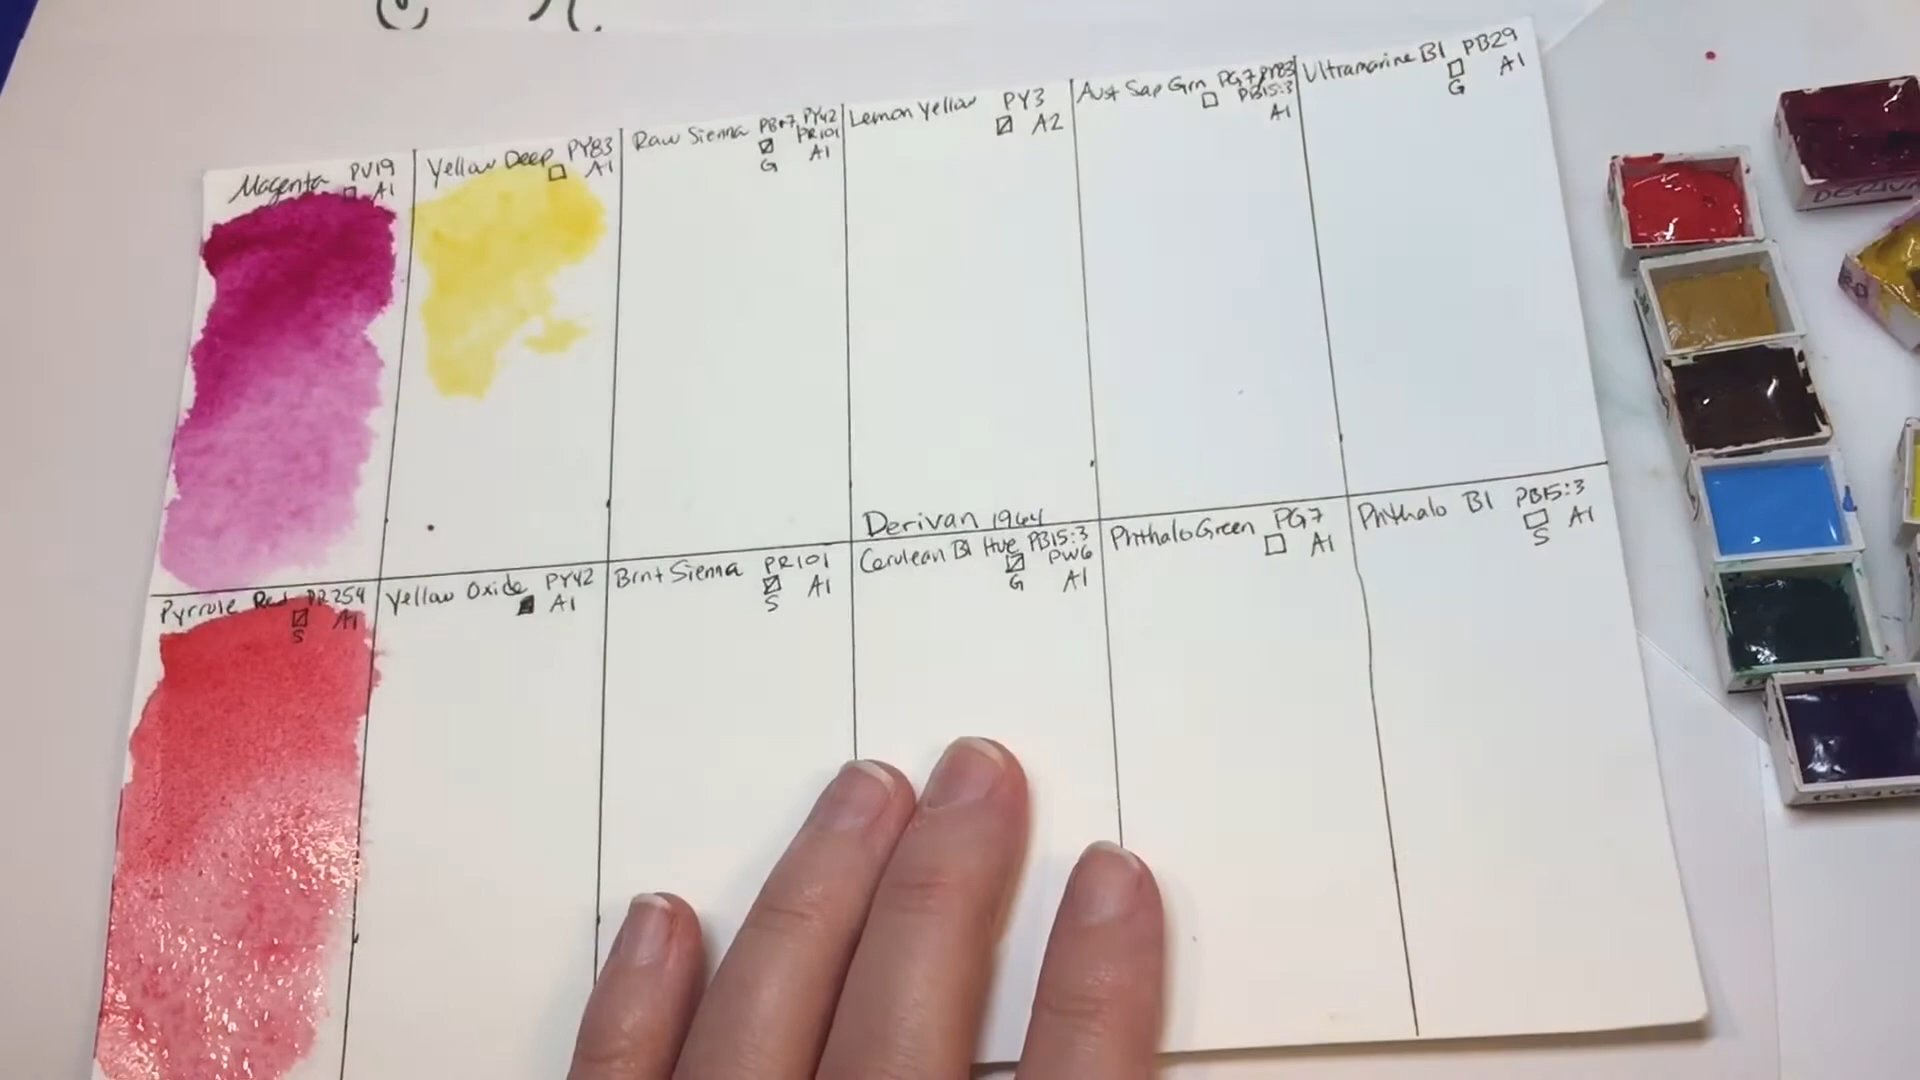 Magenta PV19
A1
Yellow Deep PY83
A1
Raw Sienna PBr7, PY42
PR101
G A1
Lemon Yellow PY3
A2
Aust Sap Grn PG7, PY83
PB15:3
A1
Ultramarine Bl PB29
G A1
Derivan 1964
Pyrrole Red PR254
S A1
Yellow Oxide PY42
A1
Brnt Sienna PR101
S A1
Cerulean Bl Hue PB15:3
PW6
G A1
Phthalo Green PG7
A1
Phthalo Bl PB15:3
S A1